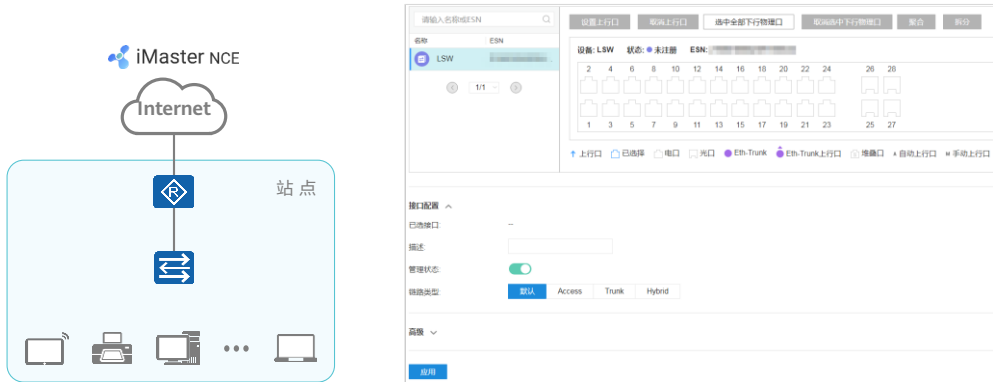 iMaster NCE
Internet
站点
请输入名称或ESN
名称 ESN
LSW
1/1
设置上行口 取消上行口 选中全部下行物理口 取消选中下行物理口 聚合 拆分
设备: LSW 状态: 未注册 ESN:
2 4 6 8 10 12 14 16 18 20 22 24 26 28
1 3 5 7 9 11 13 15 17 19 21 23 25 27
上行口 已选择 电口 光口 Eth-Trunk Eth-Trunk上行口 堆叠口 A 自动上行口 M 手动上行口
接口配置
已选接口: --
描述:
管理状态:
链路类型: 默认 Access Trunk Hybrid
高级
应用